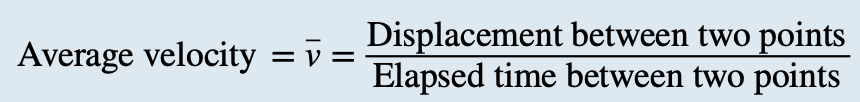 Average velocity = v̅ = Displacement between two points / Elapsed time between two points